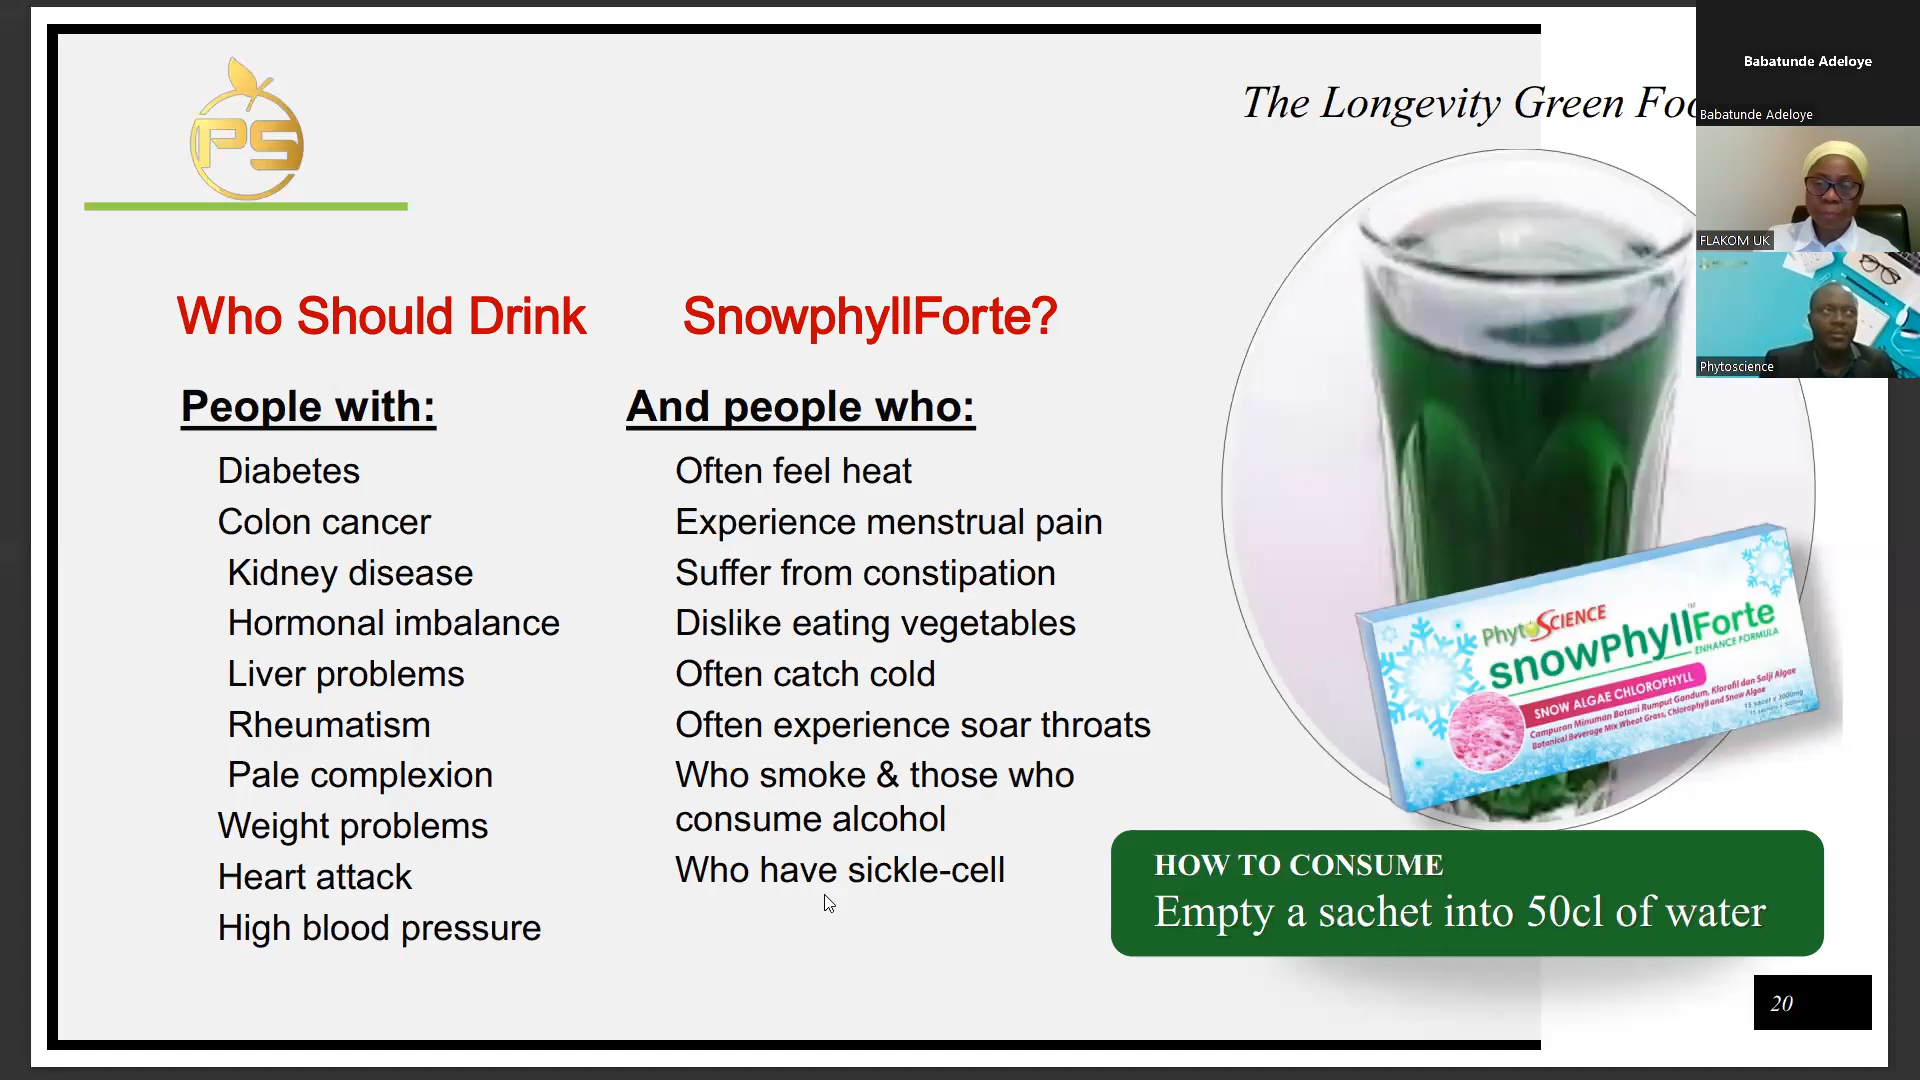 PS
The Longevity Green Foo
Babatunde Adeloye
Babatunde Adeloye
FLAKOM UK
Phytoscience
Who Should Drink SnowphyllForte?
People with:
Diabetes
Colon cancer
Kidney disease
Hormonal imbalance
Liver problems
Rheumatism
Pale complexion
Weight problems
Heart attack
High blood pressure
And people who:
Often feel heat
Experience menstrual pain
Suffer from constipation
Dislike eating vegetables
Often catch cold
Often experience soar throats
Who smoke & those who
consume alcohol
Who have sickle-cell
PhytoSCIENCE
snowphyllForte™
ENHANCE FORMULA
SNOW ALGAE CHLOROPHYLL
Campuran Minuman Botani Rumput Gandum, Klorofil dan Salji Algae
Botanical Beverage Mix Wheat Grass, Chlorophyll and Snow Algae
HOW TO CONSUME
Empty a sachet into 50cl of water
20